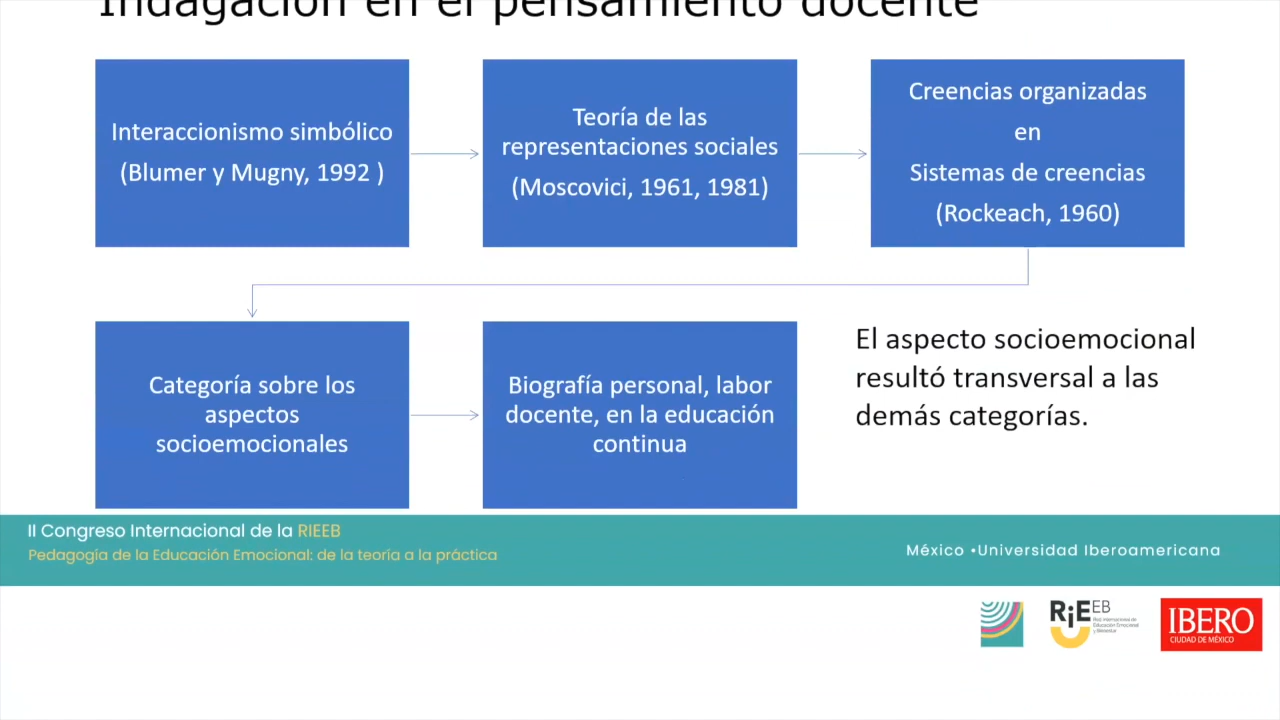 Indagación en el pensamiento docente
Interaccionismo simbólico
(Blumer y Mugny, 1992 )
Teoría de las
representaciones sociales
(Moscovici, 1961, 1981)
Creencias organizadas
en
Sistemas de creencias
(Rockeach, 1960)
Categoría sobre los
aspectos
socioemocionales
Biografía personal, labor
docente, en la educación
continua
El aspecto socioemocional
resultó transversal a las
demás categorías.
II Congreso Internacional de la RIEEB
Pedagogía de la Educación Emocional: de la teoría a la práctica
México •Universidad Iberoamericana
RiEEB
Red Internacional de
Educación Emocional
y Bienestar
IBERO
CIUDAD DE MÉXICO